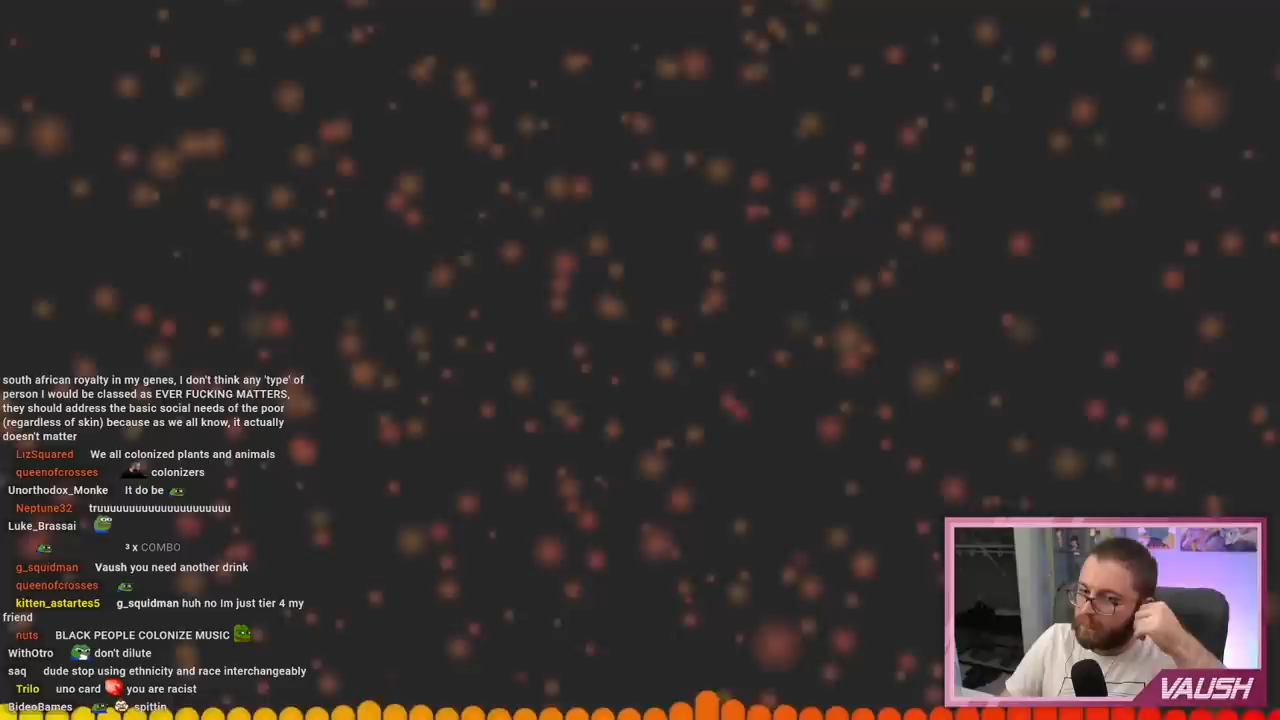 south african royalty in my genes, I don't think any 'type' of
person I would be classed as EVER FUCKING MATTERS,
they should address the basic social needs of the poor
(regardless of skin) because as we all know, it actually
doesn't matter
LizSquared We all colonized plants and animals
queenofcrosses colonizers
Unorthodox_Monke It do be
Neptune32 truuuuuuuuuuuuuuuuuuuuu
Luke_Brassai
3 x COMBO
g_squidman Vaush you need another drink
queenofcrosses
kitten_astartes5 g_squidman huh no Im just tier 4 my
friend
nuts BLACK PEOPLE COLONIZE MUSIC
WithOtro don't dilute
saq dude stop using ethnicity and race interchangeably
Trilo uno card you are racist
BideoBames spittin
VAUSH